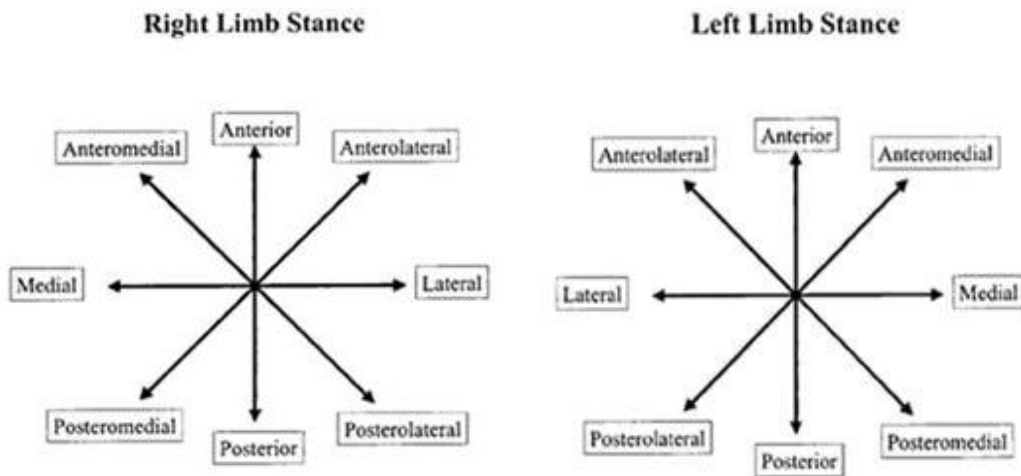 Right Limb Stance
Anterior
Anteromedial
Anterolateral
Medial
Lateral
Posteromedial
Posterolateral
Posterior
Left Limb Stance
Anterior
Anterolateral
Anteromedial
Lateral
Medial
Posterolateral
Posteromedial
Posterior